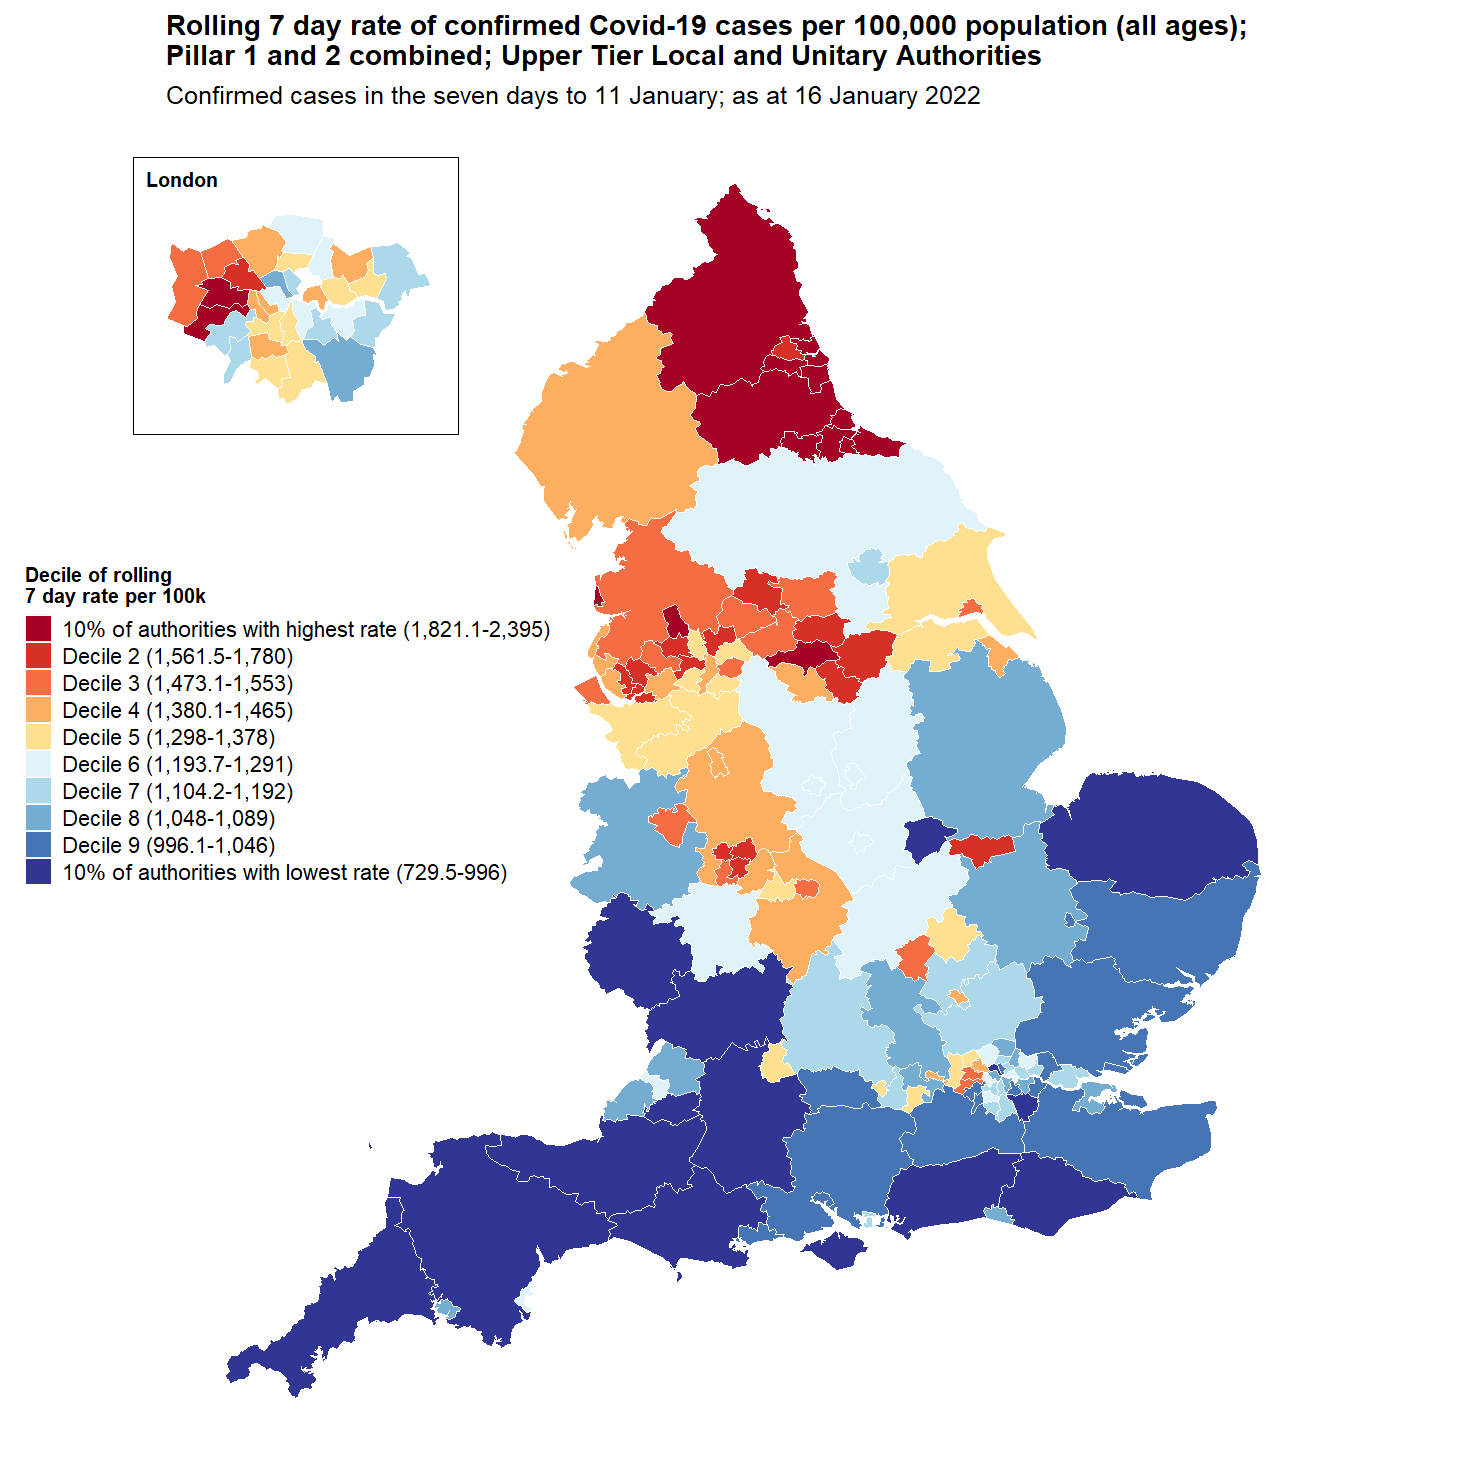 Rolling 7 day rate of confirmed Covid-19 cases per 100,000 population (all ages);
Pillar 1 and 2 combined; Upper Tier Local and Unitary Authorities
Confirmed cases in the seven days to 11 January; as at 16 January 2022
London
Decile of rolling
7 day rate per 100k
10% of authorities with highest rate (1,821.1-2,395)
Decile 2 (1,561.5-1,780)
Decile 3 (1,473.1-1,553)
Decile 4 (1,380.1-1,465)
Decile 5 (1,298-1,378)
Decile 6 (1,193.7-1,291)
Decile 7 (1,104.2-1,192)
Decile 8 (1,048-1,089)
Decile 9 (996.1-1,046)
10% of authorities with lowest rate (729.5-996)